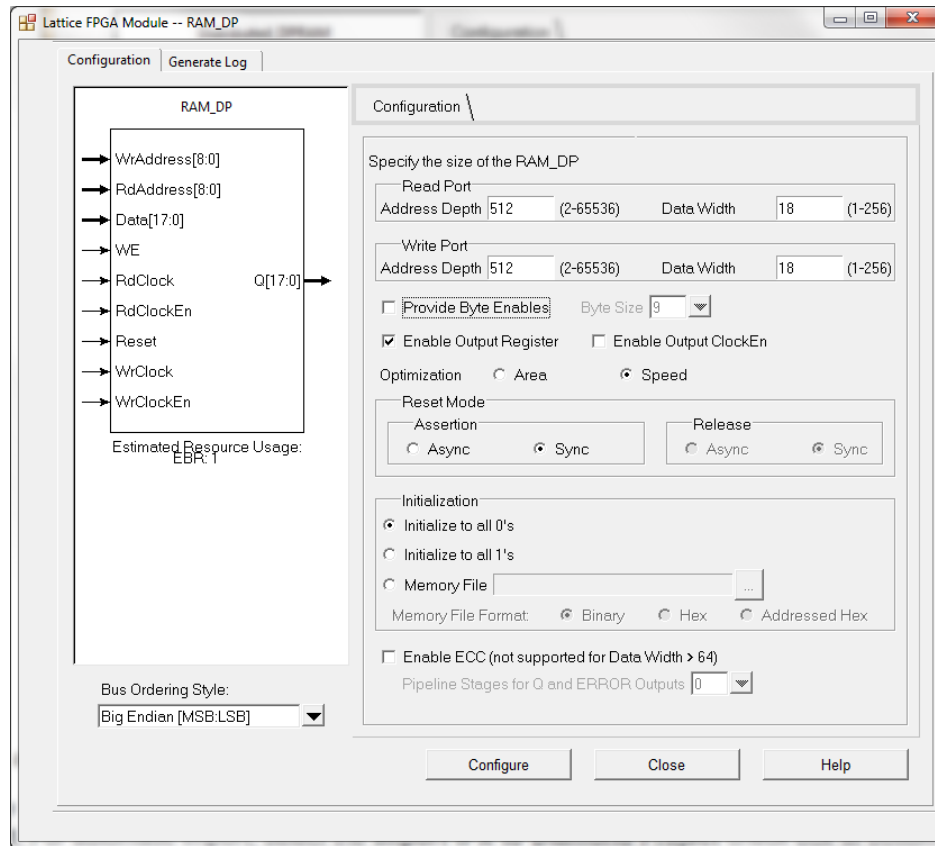 Lattice FPGA Module -- RAM_DP
Configuration
Generate Log
RAM_DP
WrAddress[8:0]
RdAddress[8:0]
Data[17:0]
WE
RdClock
Q[17:0]
RdClockEn
Reset
WrClock
WrClockEn
Estimated Resource Usage:
EBR: 1
Bus Ordering Style:
Big Endian [MSB:LSB]
Configuration
Specify the size of the RAM_DP
Read Port
Address Depth 512 (2-65536) Data Width 18 (1-256)
Write Port
Address Depth 512 (2-65536) Data Width 18 (1-256)
Provide Byte Enables Byte Size 9
Enable Output Register Enable Output ClockEn
Optimization Area Speed
Reset Mode
Assertion Release
Async Sync Async Sync
Initialization
Initialize to all 0's
Initialize to all 1's
Memory File ...
Memory File Format: Binary Hex Addressed Hex
Enable ECC (not supported for Data Width > 64)
Pipeline Stages for Q and ERROR Outputs 0
Configure Close Help